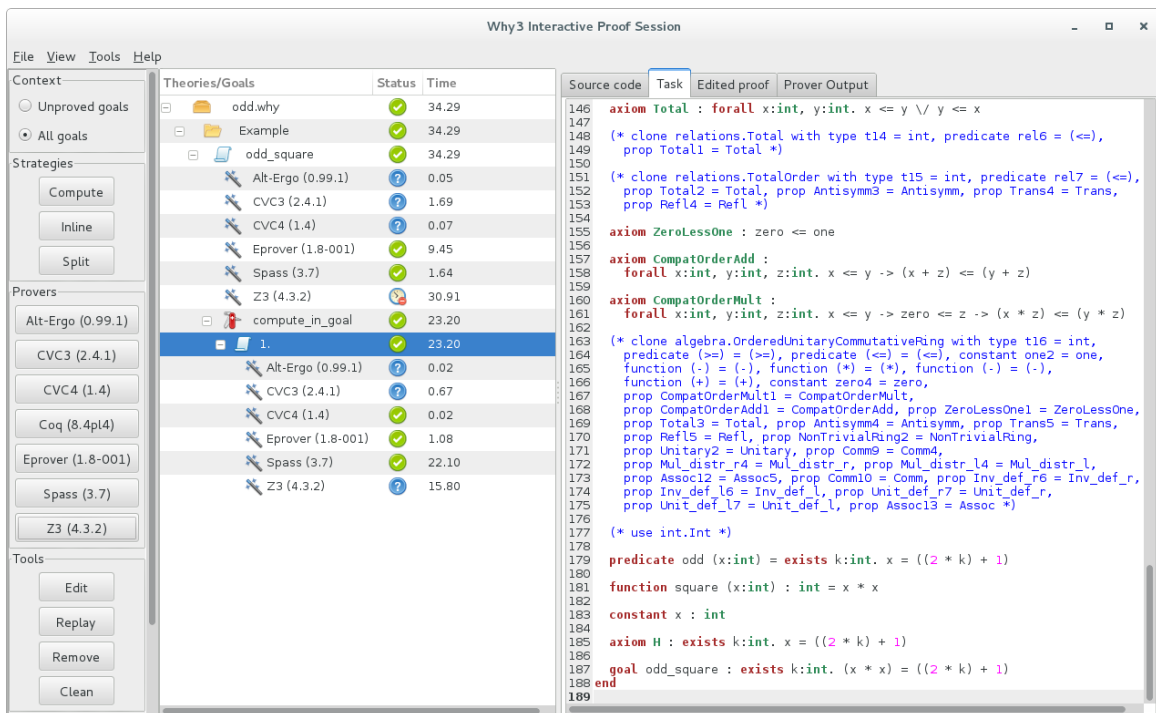 Why3 Interactive Proof Session
File View Tools Help
Context
Unproved goals
All goals
Strategies
Compute
Inline
Split
Provers
Alt-Ergo (0.99.1)
CVC3 (2.4.1)
CVC4 (1.4)
Coq (8.4pl4)
Eprover (1.8-001)
Spass (3.7)
Z3 (4.3.2)
Tools
Edit
Replay
Remove
Clean
Theories/Goals Status Time
odd.why 34.29
Example 34.29
odd_square 34.29
Alt-Ergo (0.99.1) 0.05
CVC3 (2.4.1) 1.69
CVC4 (1.4) 0.07
Eprover (1.8-001) 9.45
Spass (3.7) 1.64
Z3 (4.3.2) 30.91
compute_in_goal 23.20
1. 23.20
Alt-Ergo (0.99.1) 0.02
CVC3 (2.4.1) 0.67
CVC4 (1.4) 0.02
Eprover (1.8-001) 1.08
Spass (3.7) 22.10
Z3 (4.3.2) 15.80
Source code Task Edited proof Prover Output
146 axiom Total : forall x:int, y:int. x <= y \/ y <= x
147
148 (* clone relations.Total with type t14 = int, predicate rel6 = (<=),
149 prop Total1 = Total *)
150
151 (* clone relations.TotalOrder with type t15 = int, predicate rel7 = (<=),
152 prop Total2 = Total, prop Antisymm3 = Antisymm, prop Trans4 = Trans,
153 prop Refl4 = Refl *)
154
155 axiom ZeroLessOne : zero <= one
156
157 axiom CompatOrderAdd :
158 forall x:int, y:int, z:int. x <= y -> (x + z) <= (y + z)
159
160 axiom CompatOrderMult :
161 forall x:int, y:int, z:int. x <= y -> zero <= z -> (x * z) <= (y * z)
162
163 (* clone algebra.OrderedUnitaryCommutativeRing with type t16 = int,
164 predicate (>=) = (>=), predicate (<=) = (<=), constant one2 = one,
165 function (-) = (-), function (*) = (*), function (-) = (-),
166 function (+) = (+), constant zero4 = zero,
167 prop CompatOrderMult1 = CompatOrderMult,
168 prop CompatOrderAdd1 = CompatOrderAdd, prop ZeroLessOne1 = ZeroLessOne,
169 prop Total3 = Total, prop Antisymm4 = Antisymm, prop Trans5 = Trans,
170 prop Refl5 = Refl, prop NonTrivialRing2 = NonTrivialRing,
171 prop Unitary2 = Unitary, prop Comm9 = Comm4,
172 prop Mul_distr_r4 = Mul_distr_r, prop Mul_distr_l4 = Mul_distr_l,
173 prop Assoc12 = Assoc5, prop Comm10 = Comm, prop Inv_def_r6 = Inv_def_r,
174 prop Inv_def_l6 = Inv_def_l, prop Unit_def_r7 = Unit_def_r,
175 prop Unit_def_l7 = Unit_def_l, prop Assoc13 = Assoc *)
176
177 (* use int.Int *)
178
179 predicate odd (x:int) = exists k:int. x = ((2 * k) + 1)
180
181 function square (x:int) : int = x * x
182
183 constant x : int
184
185 axiom H : exists k:int. x = ((2 * k) + 1)
186
187 goal odd_square : exists k:int. (x * x) = ((2 * k) + 1)
188 end
189